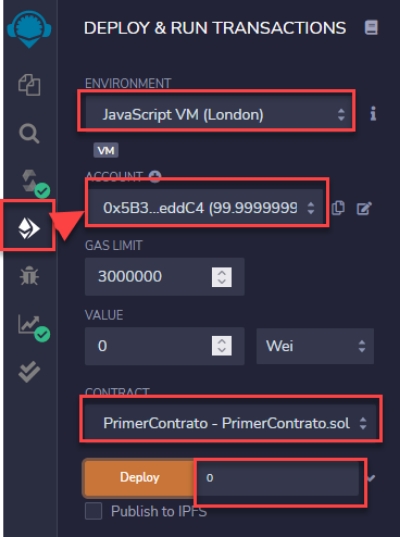 DEPLOY & RUN TRANSACTIONS
ENVIRONMENT
JavaScript VM (London)
VM
ACCOUNT
0x5B3...eddC4 (99.9999999
GAS LIMIT
3000000
VALUE
0 Wei
CONTRACT
PrimerContrato - PrimerContrato.sol
Deploy 0
Publish to IPFS